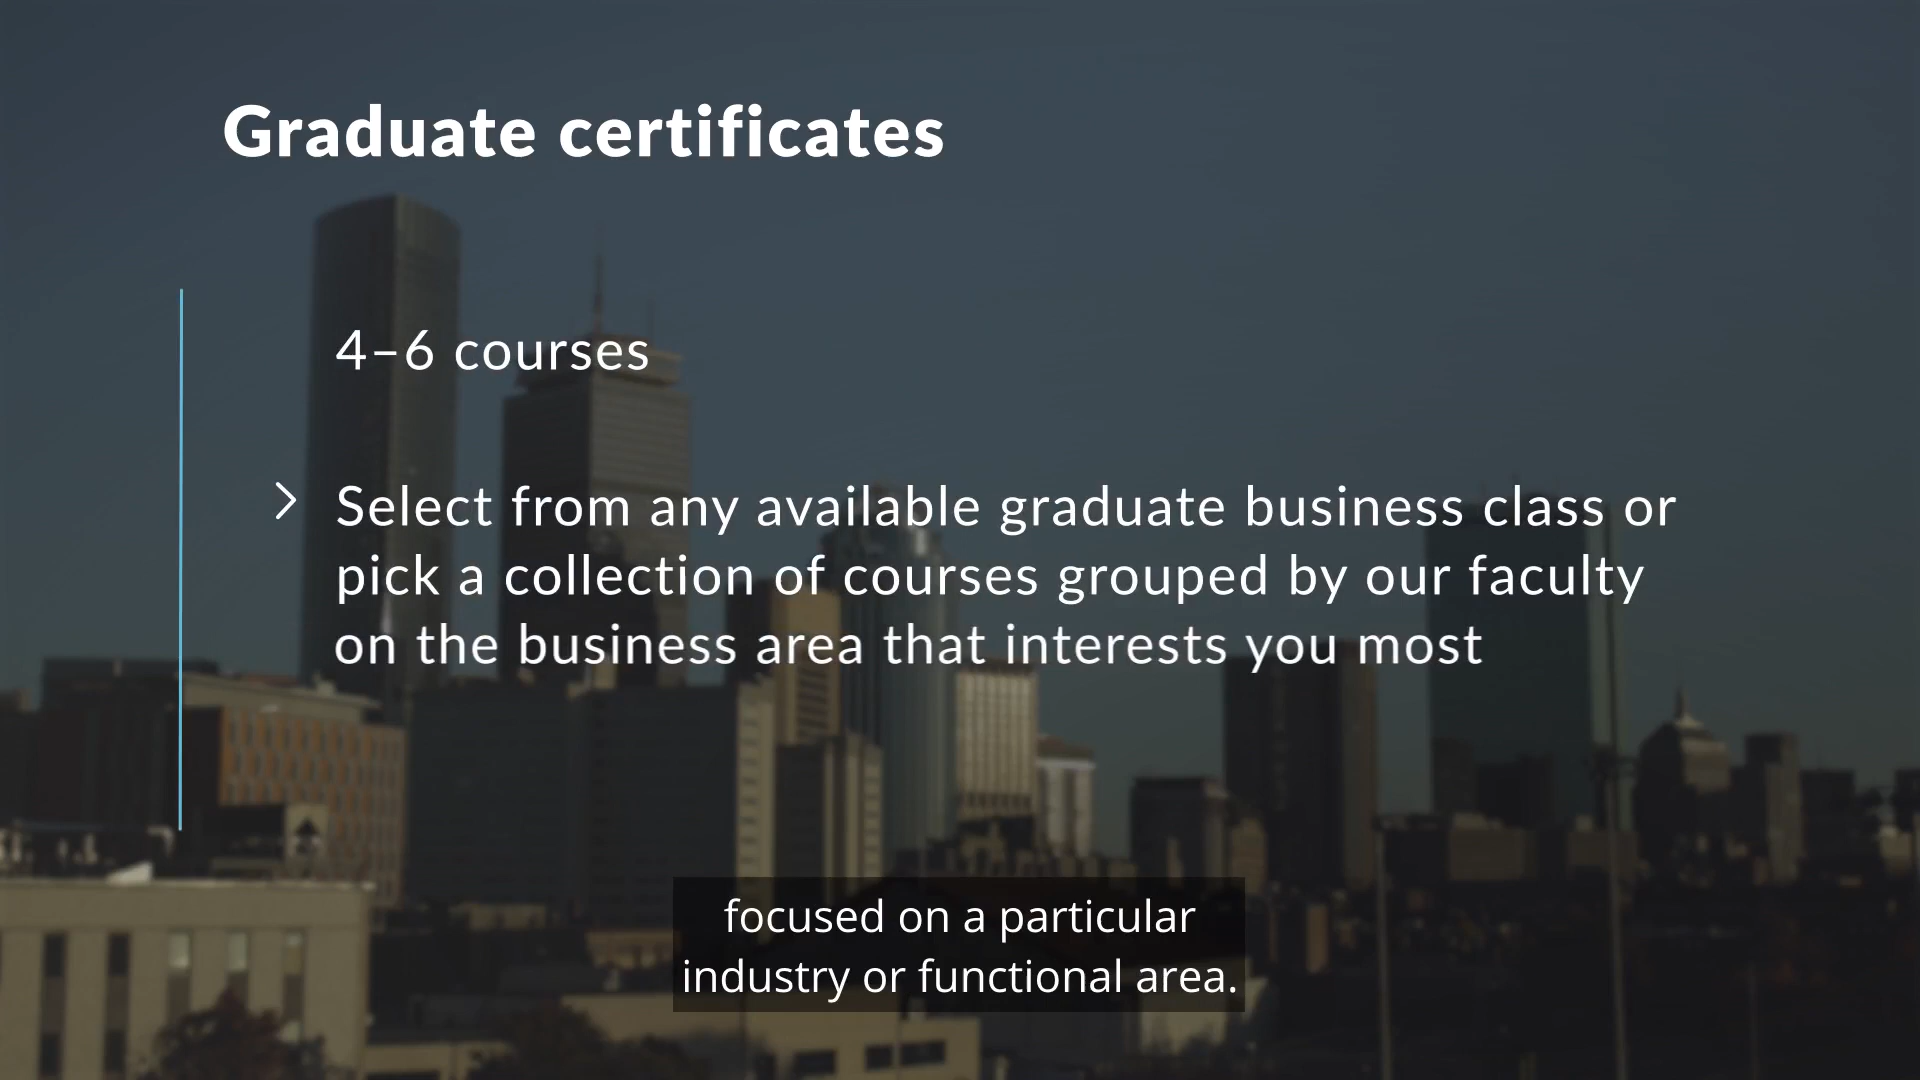 Graduate certificates
4–6 courses
Select from any available graduate business class or
pick a collection of courses grouped by our faculty
on the business area that interests you most
focused on a particular
industry or functional area.